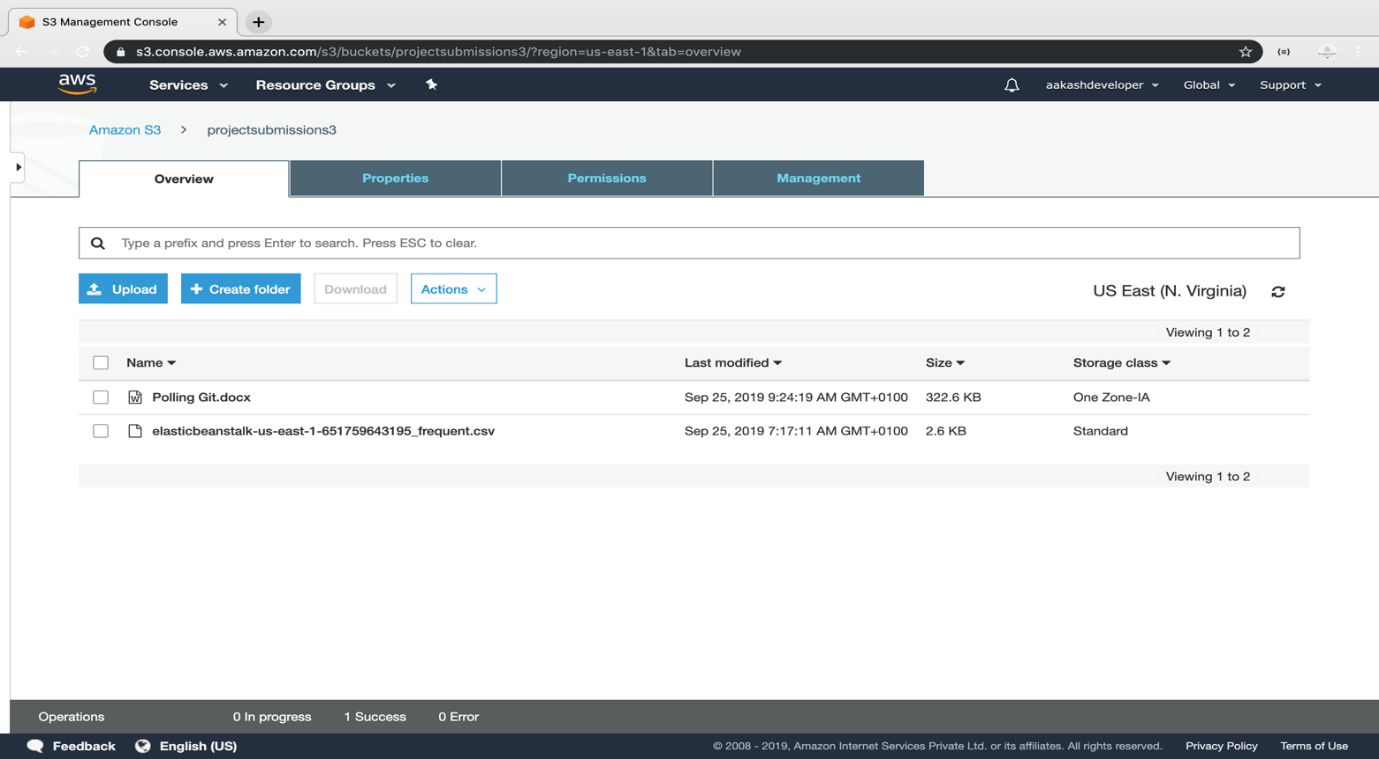 S3 Management Console
s3.console.aws.amazon.com/s3/buckets/projectsubmissions3/?region=us-east-1&tab=overview
aws Services Resource Groups aakashdeveloper Global Support
Amazon S3 > projectsubmissions3
Overview Properties Permissions Management
Type a prefix and press Enter to search. Press ESC to clear.
Upload Create folder Download Actions US East (N. Virginia)
Viewing 1 to 2
Name Last modified Size Storage class
Polling Git.docx Sep 25, 2019 9:24:19 AM GMT+0100 322.6 KB One Zone-IA
elasticbeanstalk-us-east-1-651759643195_frequent.csv Sep 25, 2019 7:17:11 AM GMT+0100 2.6 KB Standard
Viewing 1 to 2
Operations 0 In progress 1 Success 0 Error
Feedback English (US) © 2008 - 2019, Amazon Internet Services Private Ltd. or its affiliates. All rights reserved. Privacy Policy Terms of Use